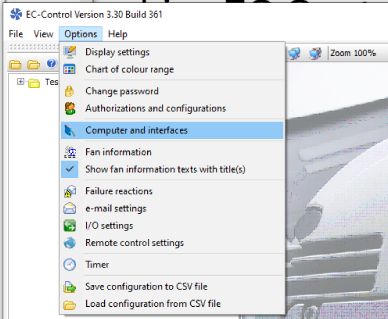 EC-Control Version 3.30 Build 361
File View Options Help
Display settings
Zoom 100%
Chart of colour range
Tes
Change password
Authorizations and configurations
Computer and interfaces
Fan information
Show fan information texts with title(s)
Failure reactions
e-mail settings
I/O settings
Remote control settings
Timer
Save configuration to CSV file
Load configuration from CSV file